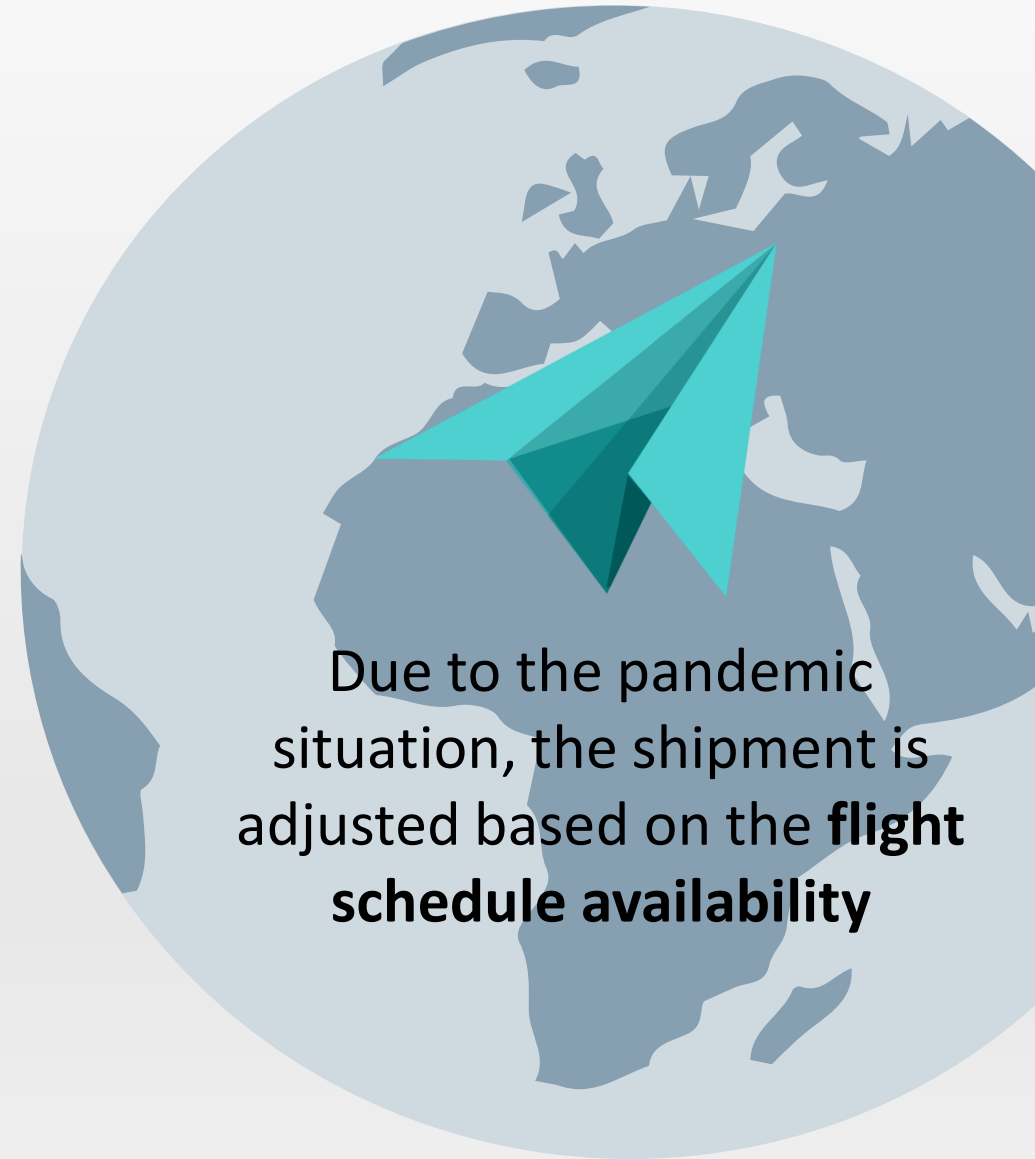 Due to the pandemic
situation, the shipment is
adjusted based on the flight
schedule availability